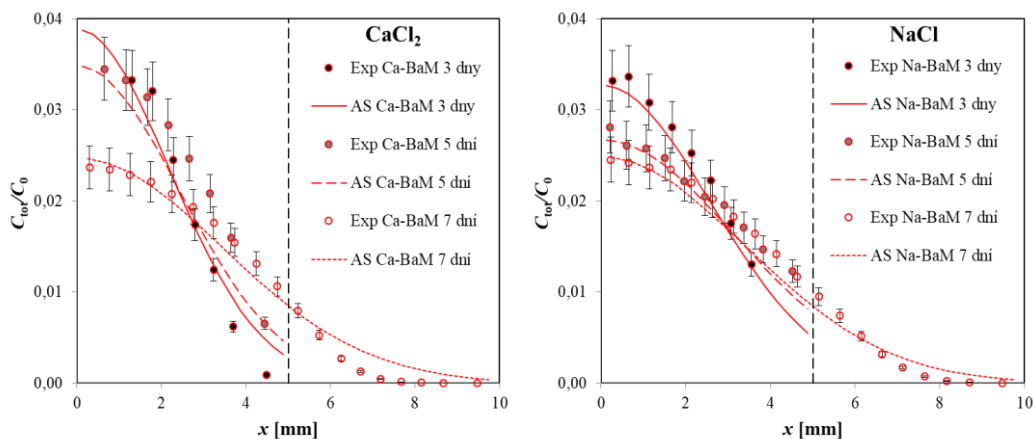 0,04
CaCl₂
Exp Ca-BaM 3 dny
AS Ca-BaM 3 dny
Exp Ca-BaM 5 dní
AS Ca-BaM 5 dní
Exp Ca-BaM 7 dní
AS Ca-BaM 7 dní
0,03
0,02
0,01
0,00
Ctot/C0
0 2 4 6 8 10
x [mm]
0,04
NaCl
Exp Na-BaM 3 dny
AS Na-BaM 3 dny
Exp Na-BaM 5 dní
AS Na-BaM 5 dní
Exp Na-BaM 7 dní
AS Na-BaM 7 dní
0,03
0,02
0,01
0,00
Ctot/C0
0 2 4 6 8 10
x [mm]